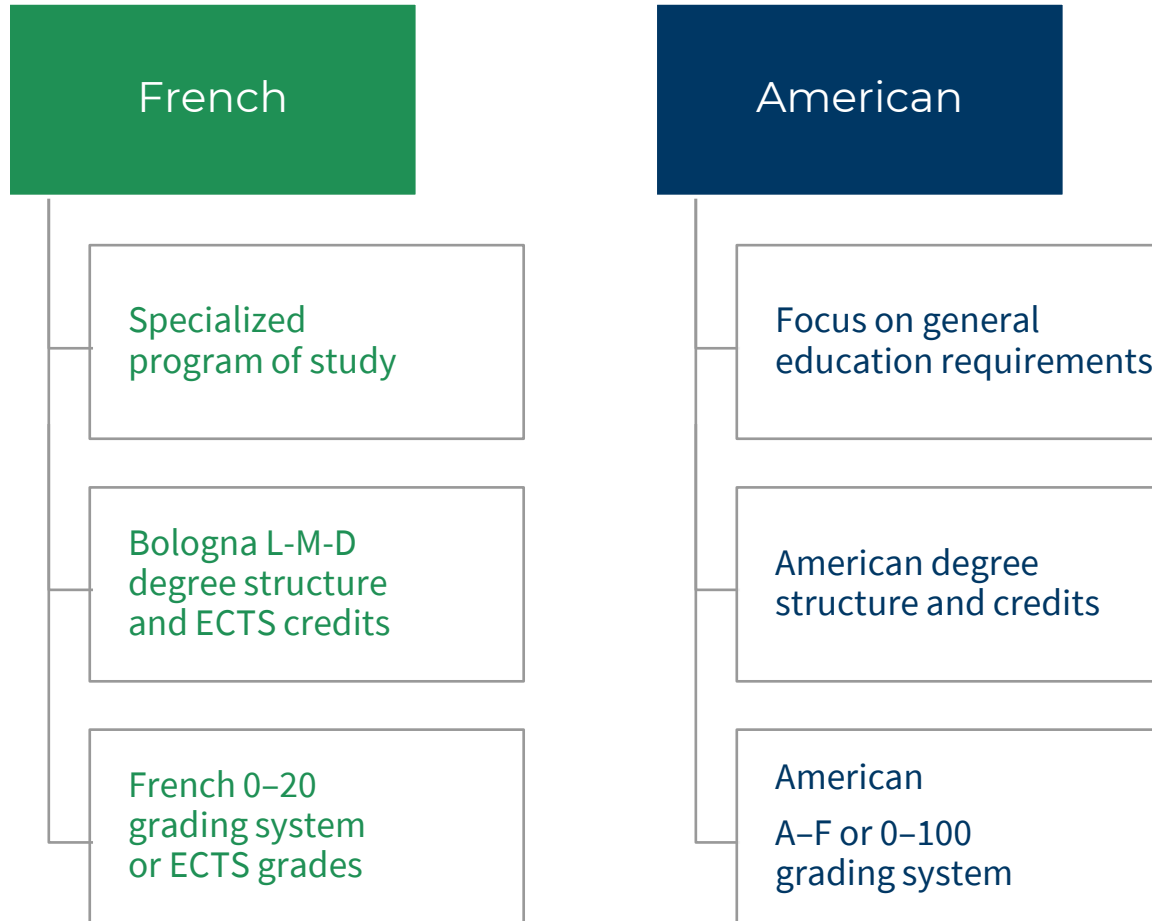 French
Specialized
program of study
Bologna L-M-D
degree structure
and ECTS credits
French 0–20
grading system
or ECTS grades
American
Focus on general
education requirements
American degree
structure and credits
American
A–F or 0–100
grading system